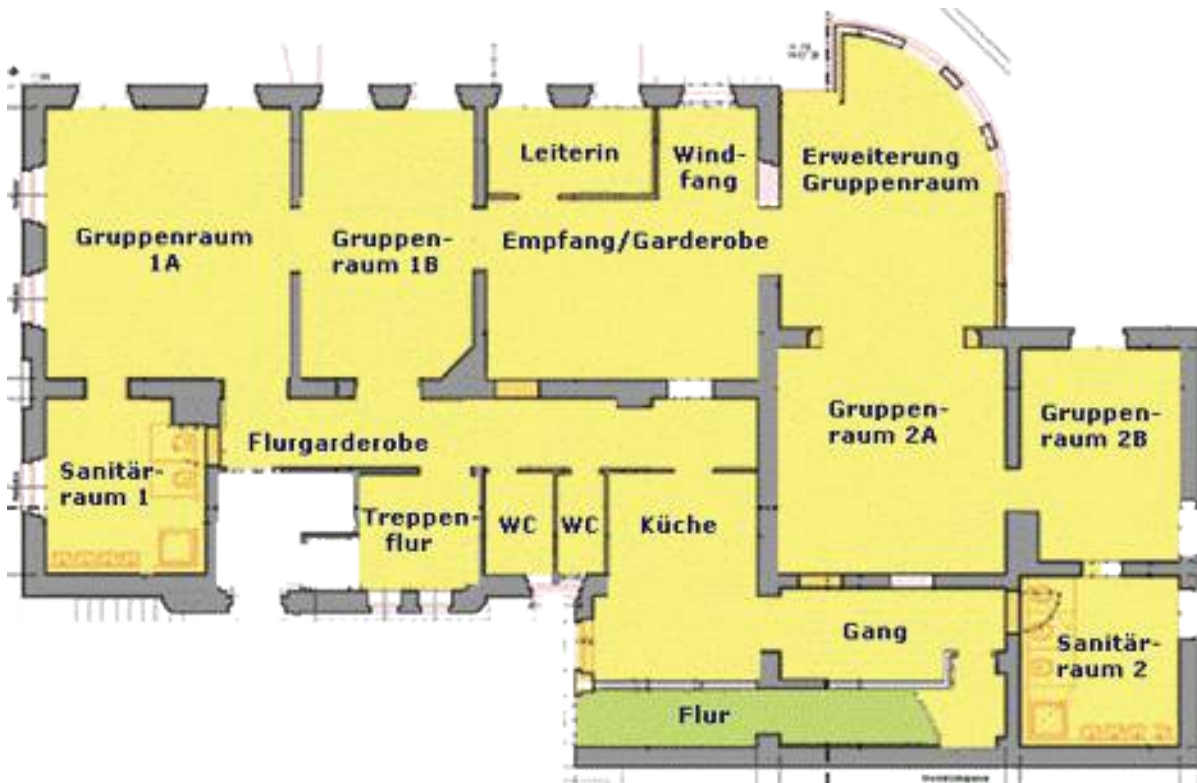 Leiterin
Wind-
fang
Erweiterung
Gruppenraum
Gruppenraum
1A
Gruppen-
raum 1B
Empfang/Garderobe
Gruppen-
raum 2A
Gruppen-
raum 2B
Flurgarderobe
Sanitär-
raum 1
Treppen-
flur
WC
WC
Küche
Gang
Sanitär-
raum 2
Flur